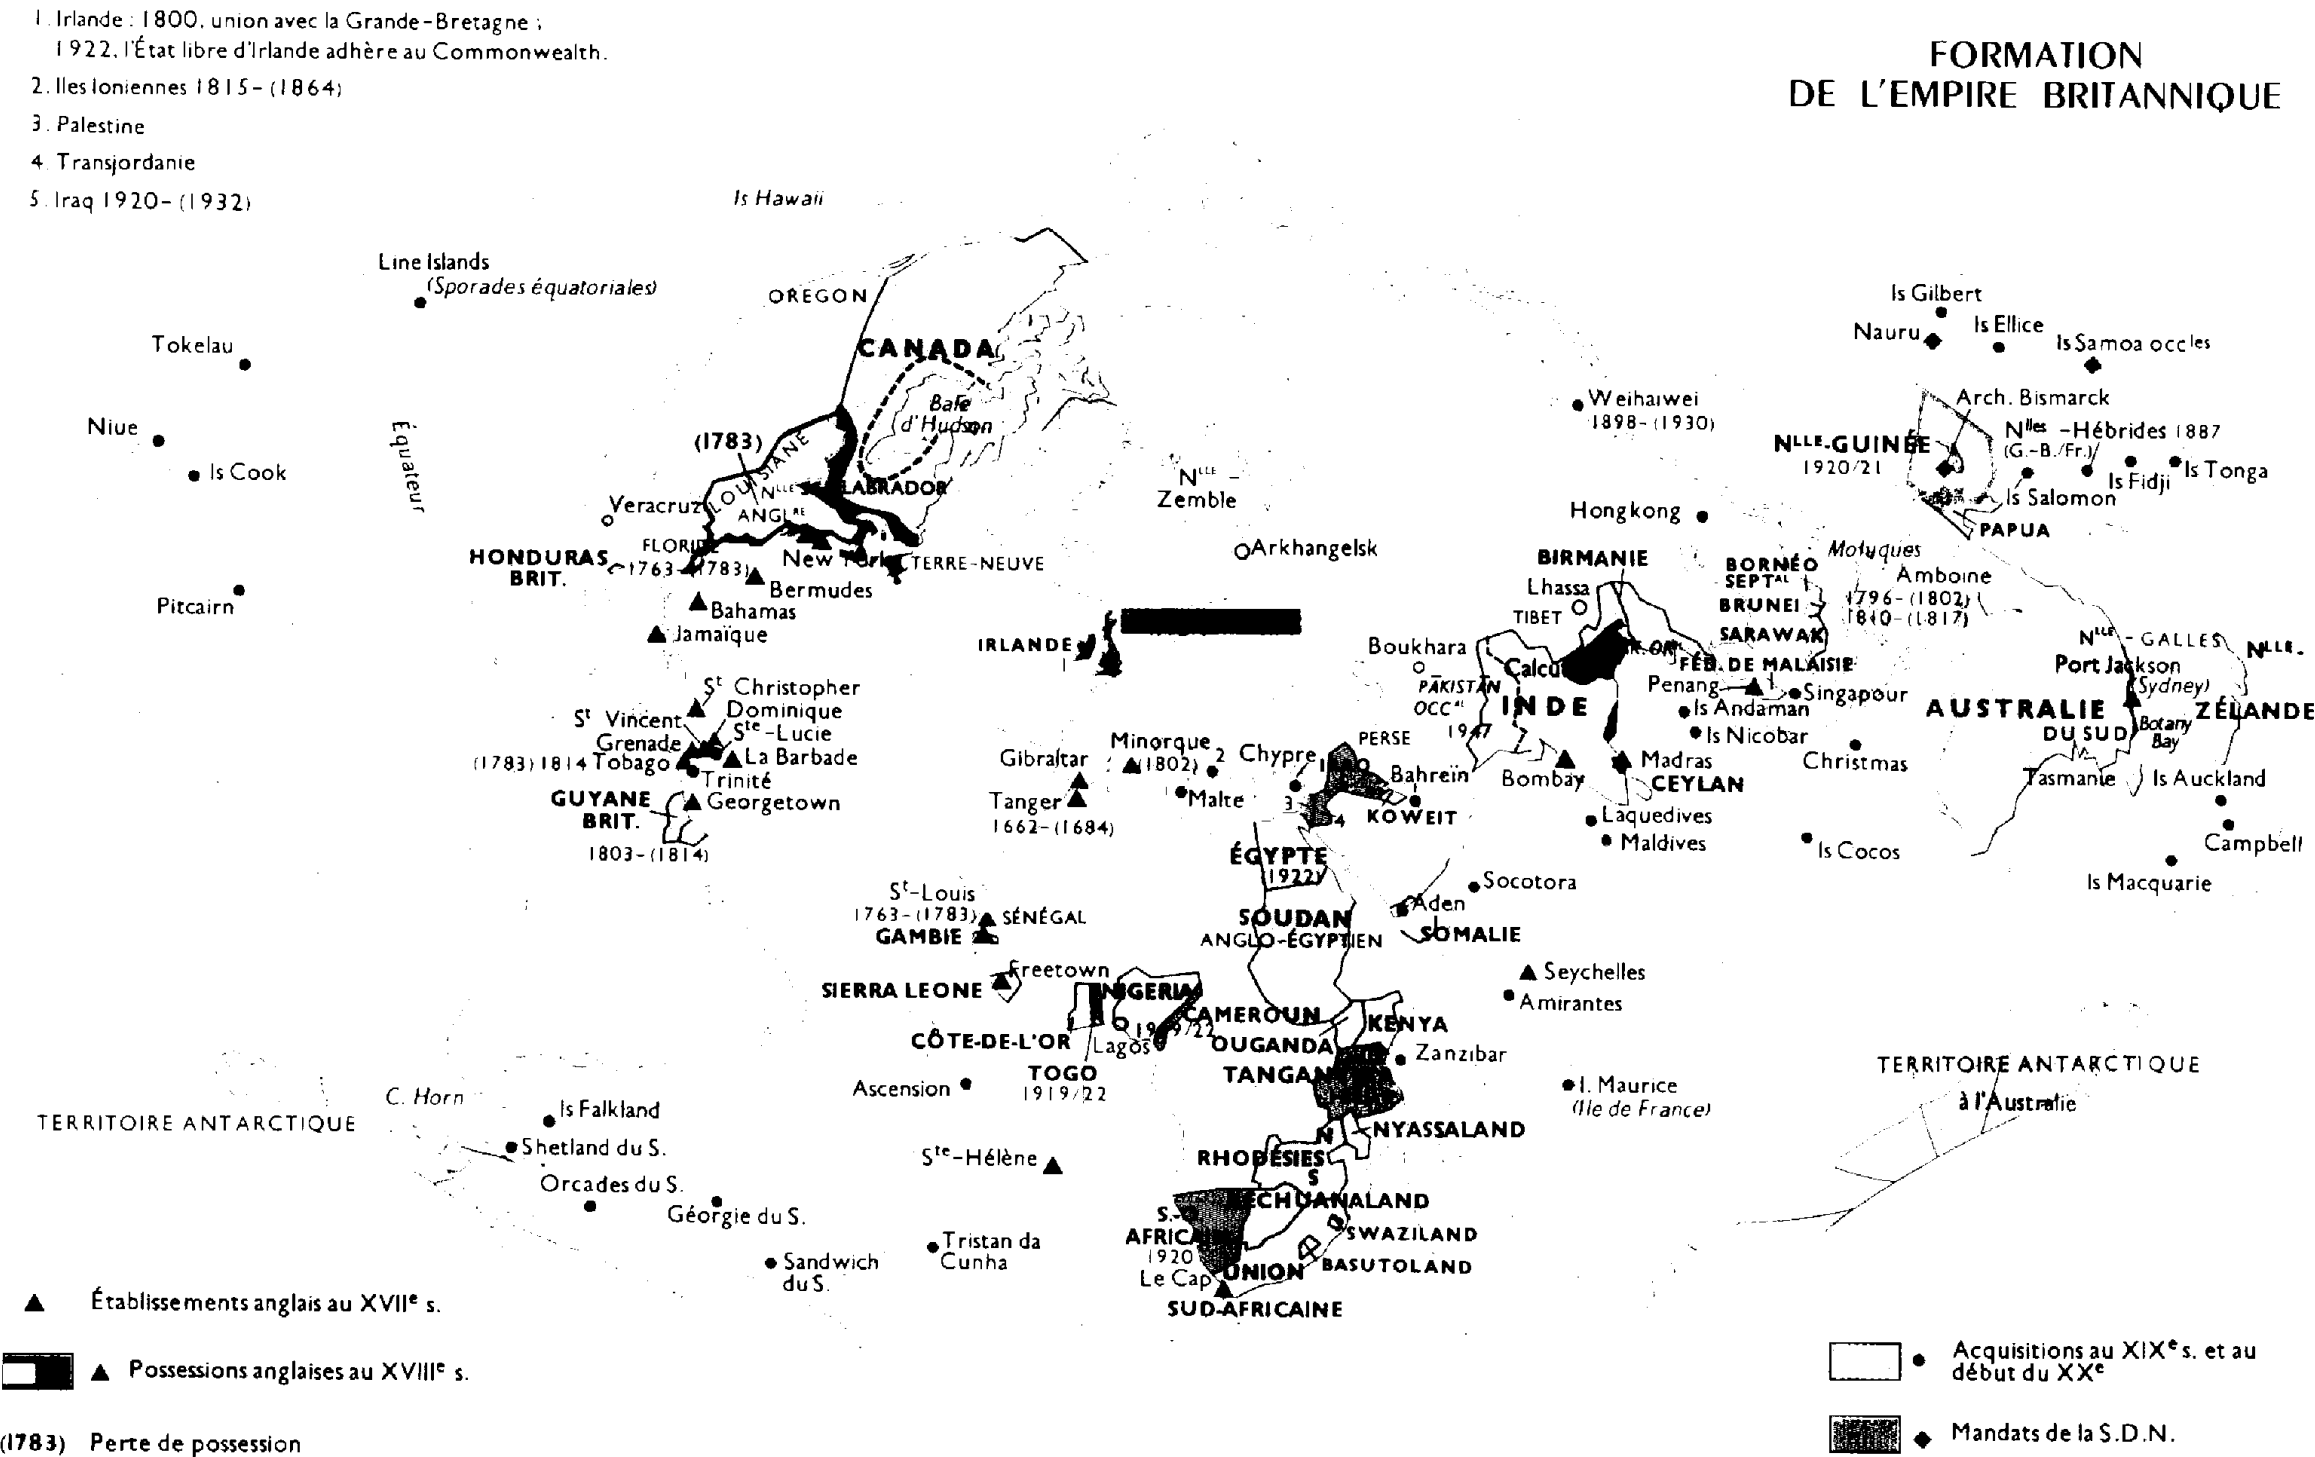 1. Irlande : 1800, union avec la Grande-Bretagne ;
1922, l'État libre d'Irlande adhère au Commonwealth.
2. Iles Ioniennes 1815-(1864)
3. Palestine
4. Transjordanie
5. Iraq 1920-(1932)
FORMATION
DE L'EMPIRE BRITANNIQUE
Is Hawaii
Line Islands
(Sporades équatoriales)
OREGON
Tokelau
CANADA
Niue
Is Cook
Équateur
Baie
d'Hudson
(1783)
LOUISIANE
Nlle
ANGLRE
LABRADOR
Veracruz
FLORIDE
1763-(1783)
New York
TERRE-NEUVE
HONDURAS
BRIT.
Bermudes
Bahamas
Jamaïque
Pitcairn
St Christopher
Dominique
St Vincent
Ste-Lucie
Grenade
La Barbade
(1783) 1814 Tobago
Trinité
GUYANE
BRIT.
Georgetown
1803-(1814)
Nlle -
Zemble
Arkhangelsk
IRLANDE
1
Gibraltar
Minorque
(1802)
2
Tanger
1662-(1684)
Malte
Chypre
PERSE
Bahreïn
3
4
KOWEIT
Boukhara
PAKISTAN
OCCAL
1947
Lhassa
TIBET
BIRMANIE
INDE
Bombay
Madras
CEYLAN
Laquedives
Maldives
Weihaiwei
1898-(1930)
Hongkong
BORNÉO
SEPTAL
BRUNEI
SARAWAK
FÉD. DE MALAISIE
Penang
Singapour
Is Andaman
Is Nicobar
Christmas
Is Cocos
Moluques
Amboine
1796-(1802)
1810-(1817)
Is Gilbert
Nauru
Is Ellice
Is Samoa occles
Arch. Bismarck
NLLE-GUINÉE
1920/21
Nlles -Hébrides 1887
(G.-B./Fr.)
Is Fidji
Is Tonga
Is Salomon
PAPUA
NLLE - GALLES
Port Jackson
(Sydney)
NLLE-
ZÉLANDE
AUSTRALIE
DU SUD
Botany
Bay
Tasmanie
Is Auckland
Campbell
Is Macquarie
ÉGYPTE
(1922)
SOUDAN
ANGLO-ÉGYPTIEN
Aden
Socotora
SOMALIE
St-Louis
1763-(1783)
SÉNÉGAL
GAMBIE
Freetown
SIERRA LEONE
NIGERIA
CAMEROUN
1919/22
CÔTE-DE-L'OR
Lagos
TOGO
1919/22
OUGANDA
KENYA
Zanzibar
Seychelles
Amirantes
I. Maurice
(Ile de France)
Ascension
Ste-Hélène
NYASSALAND
N
RHODÉSIES
S
BECHUANALAND
1920
SWAZILAND
BASUTOLAND
Le Cap
UNION
SUD-AFRICAINE
Tristan da
Cunha
C. Horn
TERRITOIRE ANTARCTIQUE
Is Falkland
Shetland du S.
Orcades du S.
Géorgie du S.
Sandwich
du S.
TERRITOIRE ANTARCTIQUE
à l'Australie
Établissements anglais au XVIIe s.
Possessions anglaises au XVIIIe s.
(1783) Perte de possession
Acquisitions au XIXe s. et au
début du XXe
Mandats de la S.D.N.